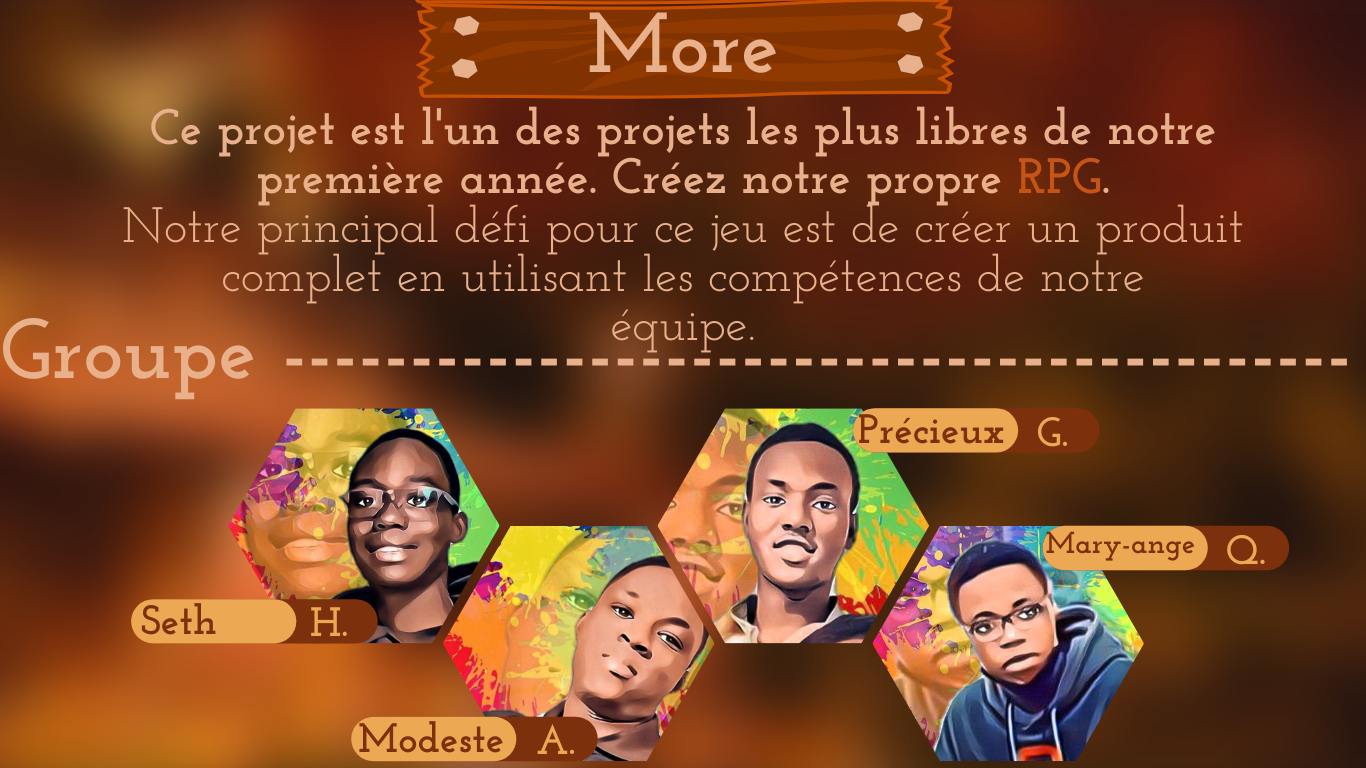 More
Ce projet est l'un des projets les plus libres de notre
première année. Créez notre propre RPG.
Notre principal défi pour ce jeu est de créer un produit
complet en utilisant les compétences de notre
équipe.
Groupe
Précieux G.
Mary-ange Q.
Seth H.
Modeste A.